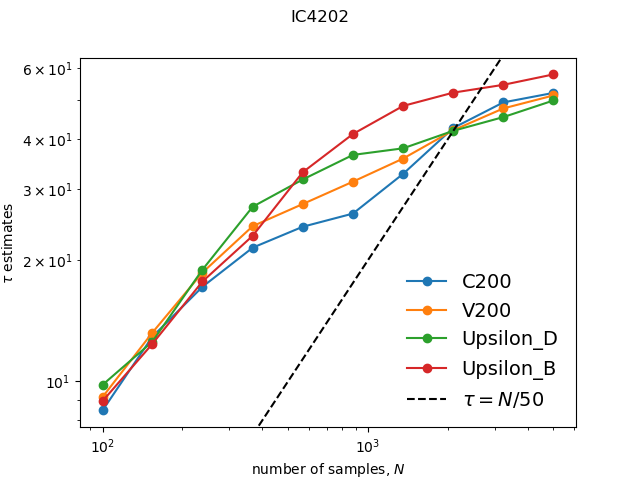 IC4202
6 × 10¹
4 × 10¹
3 × 10¹
2 × 10¹
10¹
τ estimates
C200
V200
Upsilon_D
Upsilon_B
τ = N/50
10² 10³
number of samples, N